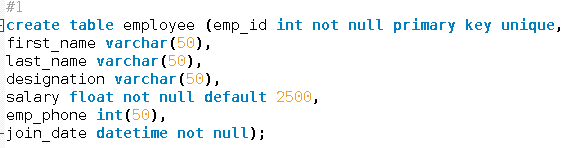 #1
create table employee (emp_id int not null primary key unique,
first_name varchar(50),
last_name varchar(50),
designation varchar(50),
salary float not null default 2500,
emp_phone int(50),
join_date datetime not null);